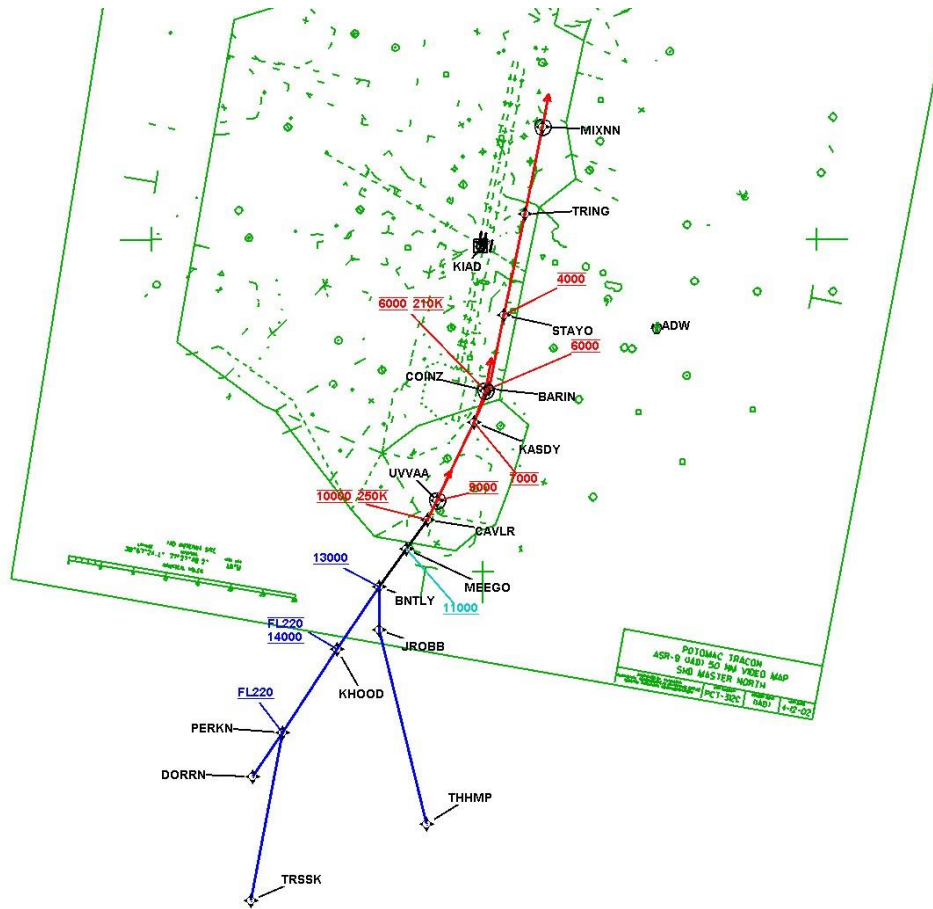 MIXNN
TRING
KIAD
4000
6000 210K
STAYO
ADW
6000
COINZ
BARIN
KASDY
7000
UVVAA
9000
10000 250K
CAVLR
13000
MEEGO
BNTLY
11000
FL220
14000
JROBB
POTOMAC TRACON
ASR-9 (IAD) 50 NM VIDEO MAP
SHD MASTER NORTH
PCT-312C
(IAD)
4-12-02
KHOOD
FL220
PERKN
DORRN
THHMP
TRSSK